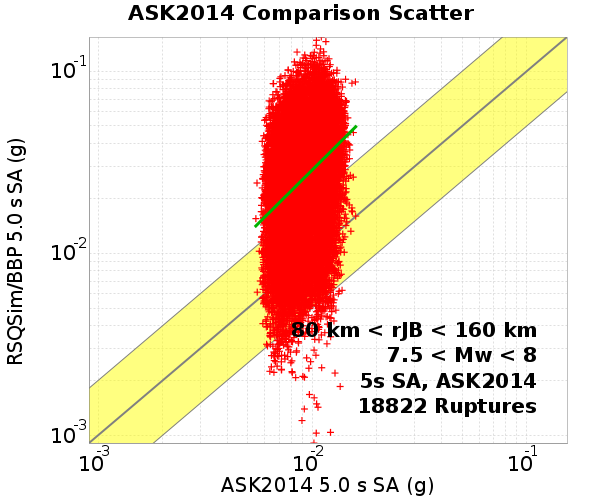 ASK2014 Comparison Scatter
RSQSim/BBP 5.0 s SA (g)
10-1
10-2
10-3
80 km < rJB < 160 km
7.5 < Mw < 8
5s SA, ASK2014
18822 Ruptures
10-3 10-2 10-1
ASK2014 5.0 s SA (g)